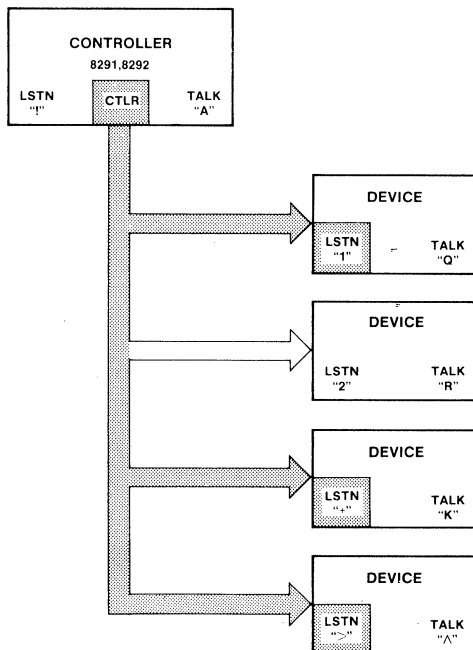 CONTROLLER
8291,8292
LSTN
"!"
CTLR
TALK
"A"
DEVICE
LSTN
"1"
TALK
"Q"
DEVICE
LSTN
"2"
TALK
"R"
DEVICE
LSTN
"+"
TALK
"K"
DEVICE
LSTN
">"
TALK
"^"